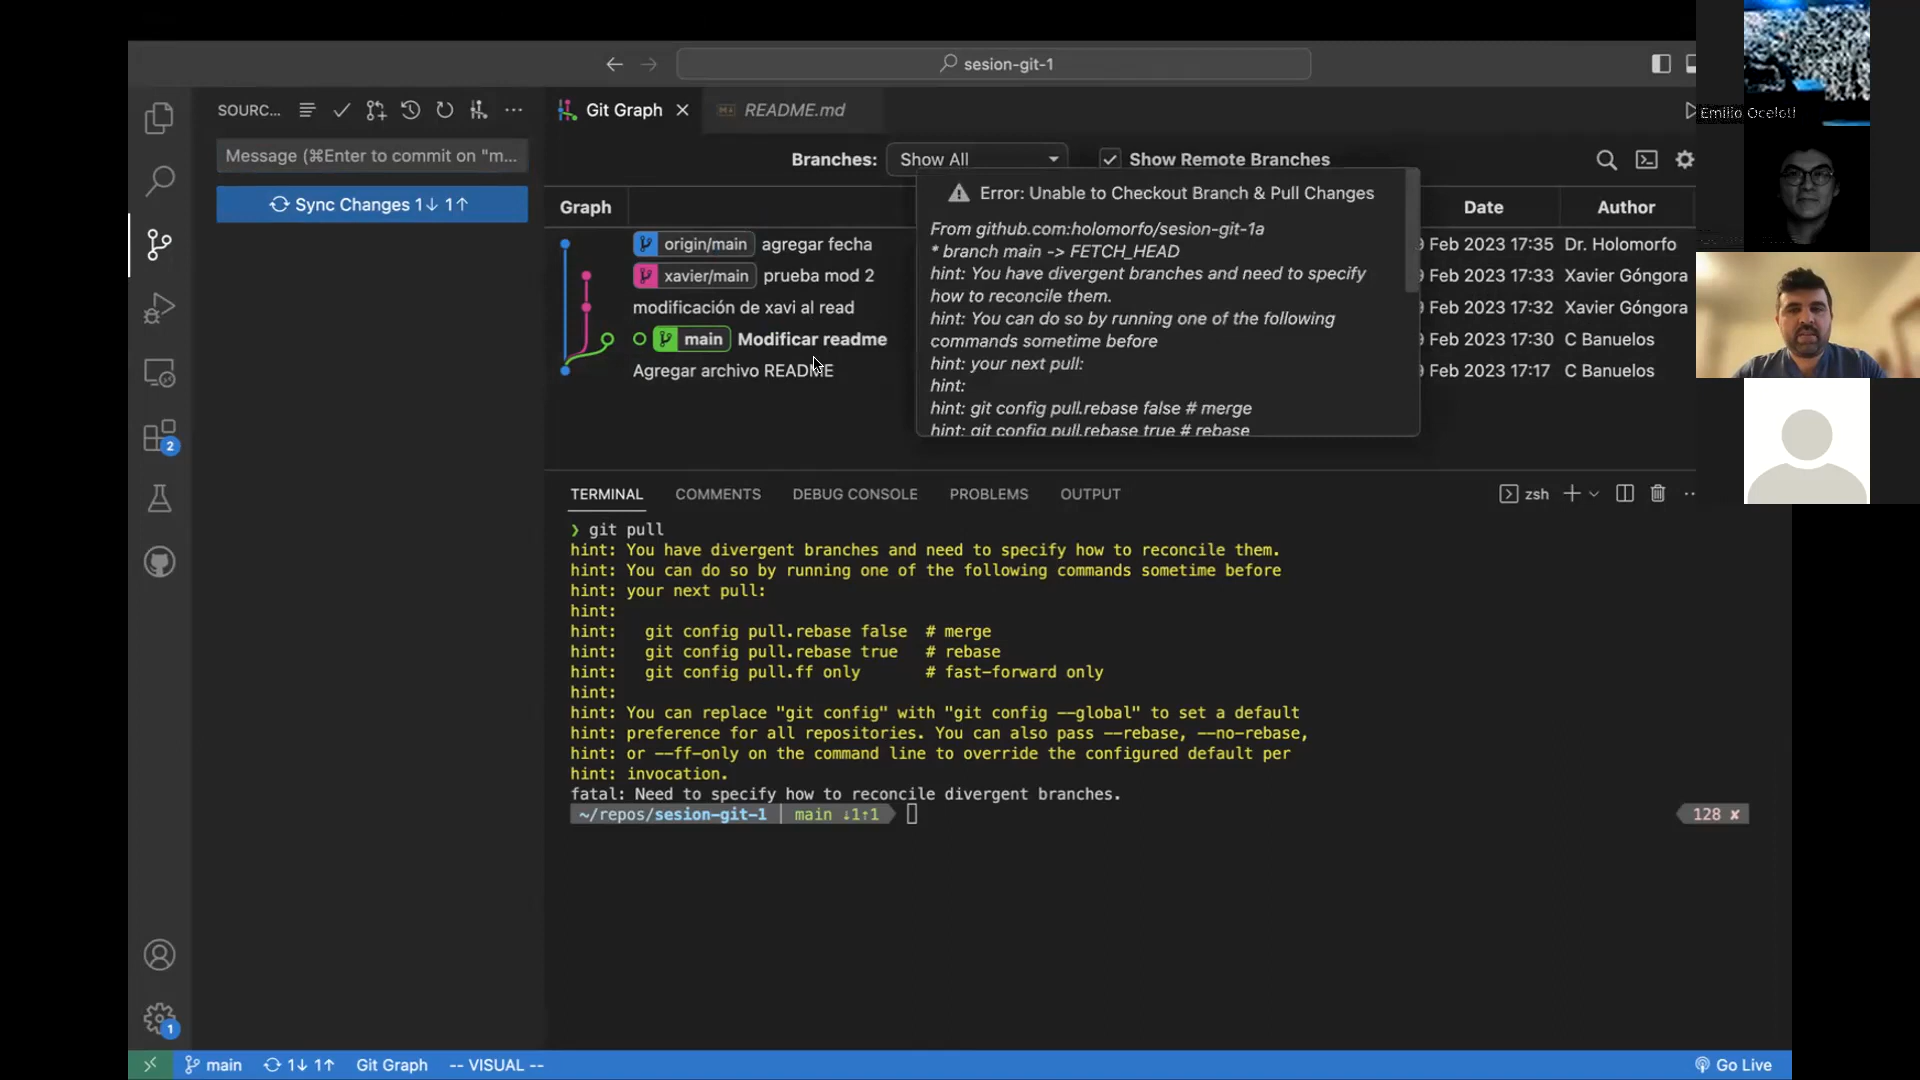 sesion-git-1
SOURC...
Git Graph
README.md
Emilio Ocelotl
Message (⌘Enter to commit on "m...
Branches:
Show All
Show Remote Branches
Sync Changes 1↓ 1↑
Graph
Date
Author
Error: Unable to Checkout Branch & Pull Changes
From github.com:holomorfo/sesion-git-1a
* branch main -> FETCH_HEAD
hint: You have divergent branches and need to specify
how to reconcile them.
hint: You can do so by running one of the following
commands sometime before
hint: your next pull:
hint:
hint: git config pull.rebase false # merge
hint: git config pull.rebase true # rebase
origin/main agregar fecha
9 Feb 2023 17:35 Dr. Holomorfo
xavier/main prueba mod 2
9 Feb 2023 17:33 Xavier Góngora
modificación de xavi al read
9 Feb 2023 17:32 Xavier Góngora
main Modificar readme
9 Feb 2023 17:30 C Banuelos
Agregar archivo README
9 Feb 2023 17:17 C Banuelos
2
TERMINAL COMMENTS DEBUG CONSOLE PROBLEMS OUTPUT
zsh
❯ git pull
hint: You have divergent branches and need to specify how to reconcile them.
hint: You can do so by running one of the following commands sometime before
hint: your next pull:
hint:
hint:   git config pull.rebase false  # merge
hint:   git config pull.rebase true   # rebase
hint:   git config pull.ff only       # fast-forward only
hint:
hint: You can replace "git config" with "git config --global" to set a default
hint: preference for all repositories. You can also pass --rebase, --no-rebase,
hint: or --ff-only on the command line to override the configured default per
hint: invocation.
fatal: Need to specify how to reconcile divergent branches.
~/repos/sesion-git-1 | main ↓1↑1
128 ✘
1
main 1↓ 1↑ Git Graph -- VISUAL --
Go Live